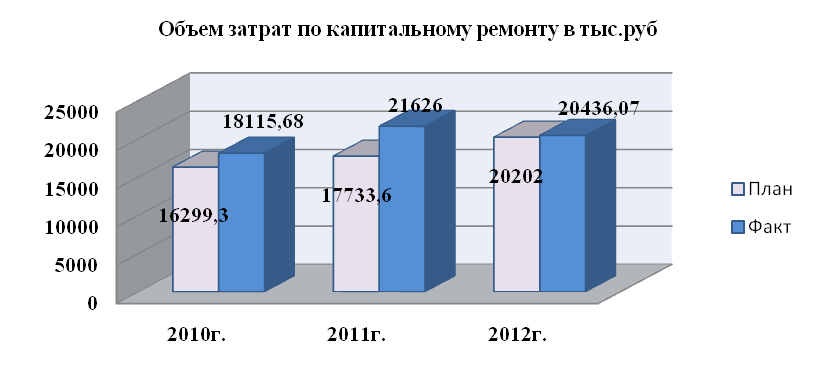 Объем затрат по капитальному ремонту в тыс.руб
25000
20000
15000
10000
5000
0
16299,3
18115,68
17733,6
21626
20202
20436,07
2010г.
2011г.
2012г.
План
Факт